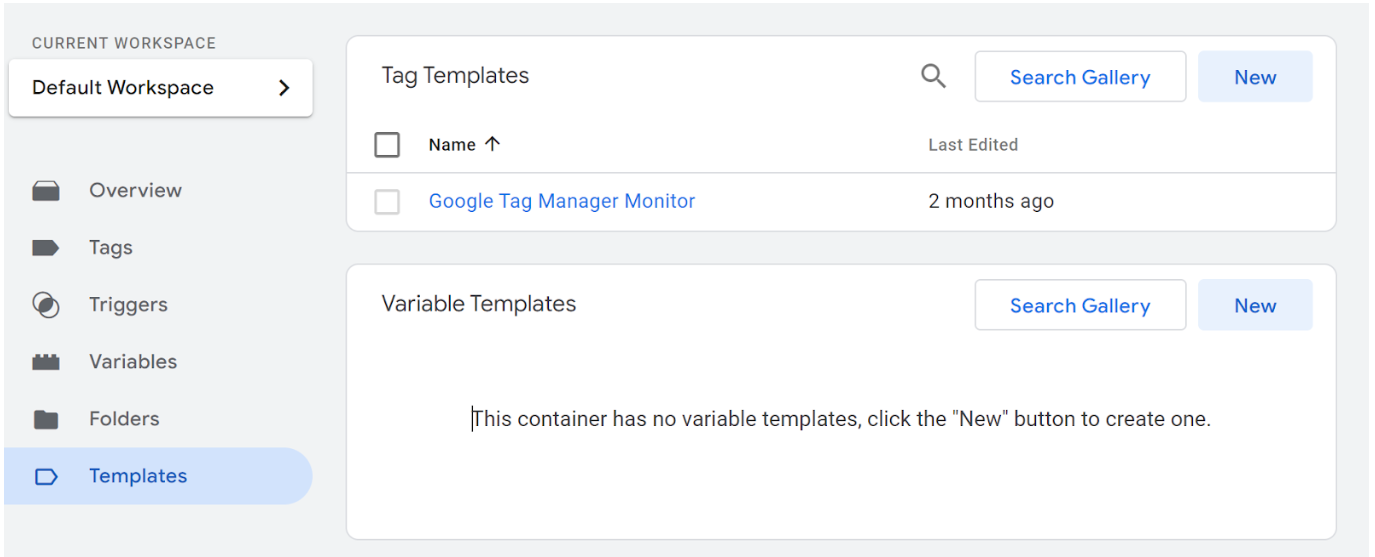 CURRENT WORKSPACE
Default Workspace
Overview
Tags
Triggers
Variables
Folders
Templates
Tag Templates
Search Gallery
New
Name
Last Edited
Google Tag Manager Monitor
2 months ago
Variable Templates
Search Gallery
New
This container has no variable templates, click the "New" button to create one.